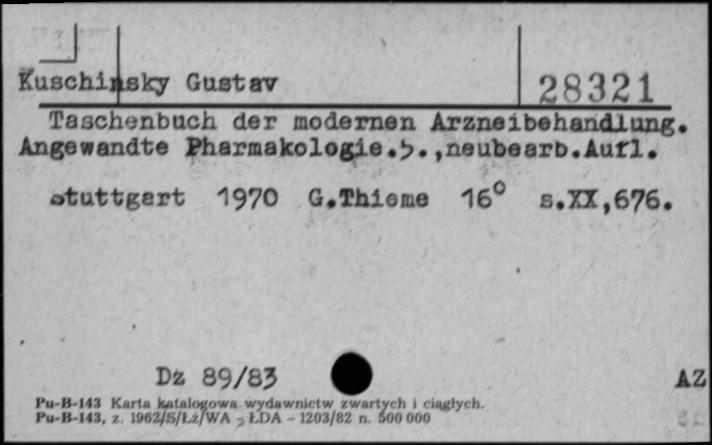 Kuschinsky Gustav 28321
Taschenbuch der modernen Arzneibehandlung.
Angewandte Pharmakologie.5.,neubearb.Aufl.
Stuttgart 1970 G.Thieme 16° s.XX,676.
Dz 89/83
AZ
Pu-B-143 Karta katalogowa wydawnictw zwartych i ciągłych.
Pu-B-143, z. 1962/S/Łż/WA - ŁDA - 1203/82 n. 500 000